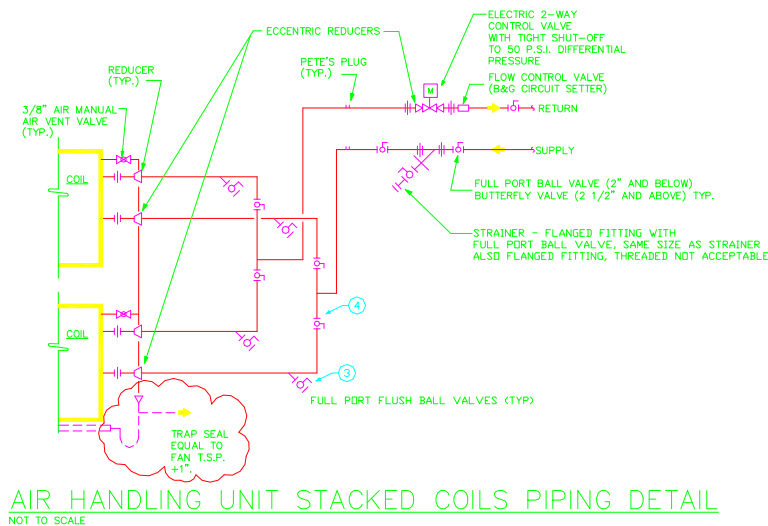 ELECTRIC 2-WAY
CONTROL VALVE
WITH TIGHT SHUT-OFF
TO 50 P.S.I. DIFFERENTIAL
PRESSURE
ECCENTRIC REDUCERS
PETE'S PLUG
(TYP.)
REDUCER
(TYP.)
FLOW CONTROL VALVE
(B&G CIRCUIT SETTER)
M
3/8" AIR MANUAL
AIR VENT VALVE
(TYP.)
RETURN
SUPPLY
COIL
FULL PORT BALL VALVE (2" AND BELOW)
BUTTERFLY VALVE (2 1/2" AND ABOVE) TYP.
STRAINER - FLANGED FITTING WITH
FULL PORT BALL VALVE, SAME SIZE AS STRAINER
ALSO FLANGED FITTING, THREADED NOT ACCEPTABLE
4
COIL
3
FULL PORT FLUSH BALL VALVES (TYP)
TRAP SEAL
EQUAL TO
FAN T.S.P.
+1".
AIR HANDLING UNIT STACKED COILS PIPING DETAIL
NOT TO SCALE